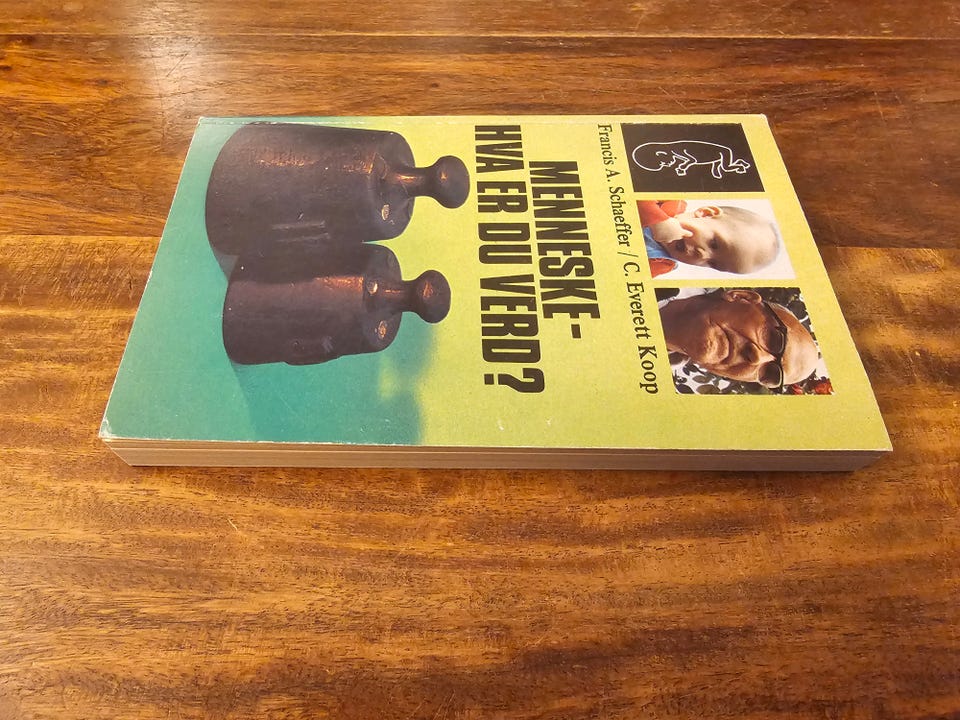 Francis A. Schaeffer / C. Everett Koop
MENNESKE-
HVA ER DU VERD?